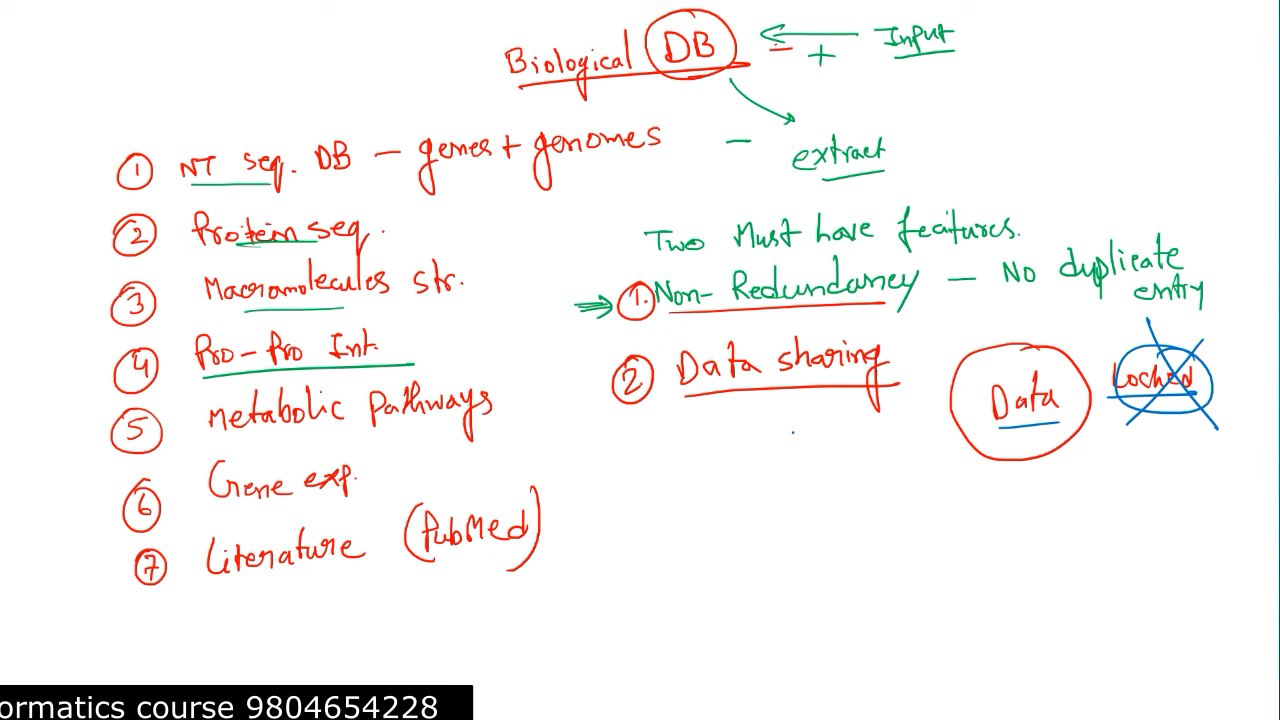 Biological DB
+
Input
extract
① NT seq. DB - genes + genomes -
② Protein seq.
③ Macromolecules str.
④ Pro-Pro Int.
⑤ Metabolic Pathways
⑥ Gene exp.
⑦ Literature (PubMed)
Two Must have features.
⇒ 1. Non-Redundancy - No duplicate entry
② Data sharing
Data
Locked
ormatics course 9804654228